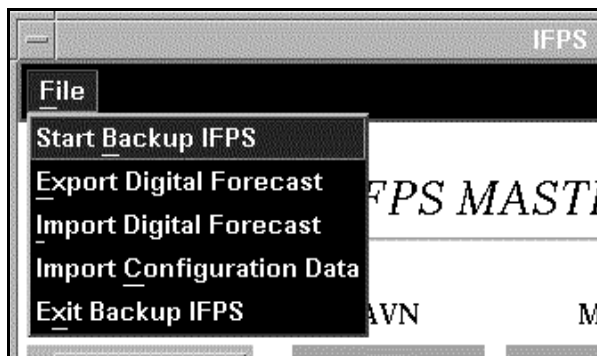 IFPS
File
Start Backup IFPS
Export Digital Forecast
Import Digital Forecast
Import Configuration Data
Exit Backup IFPS
FPS MAST
AVN
M